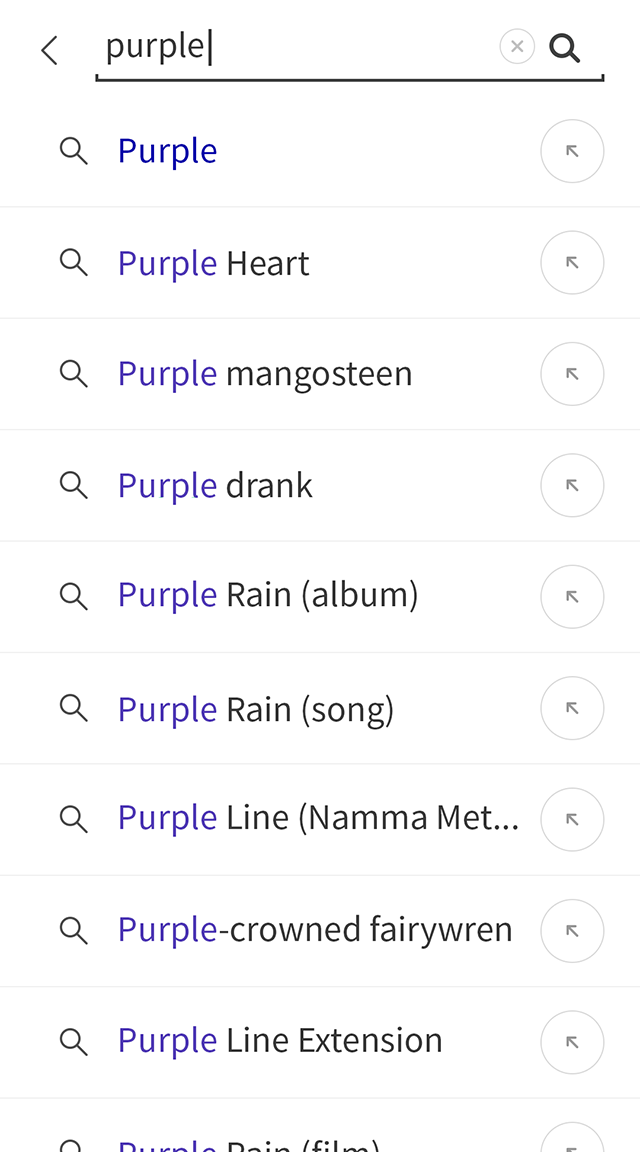 purple
Purple
Purple Heart
Purple mangosteen
Purple drank
Purple Rain (album)
Purple Rain (song)
Purple Line (Namma Met...
Purple-crowned fairywren
Purple Line Extension
Purple Rain (film)